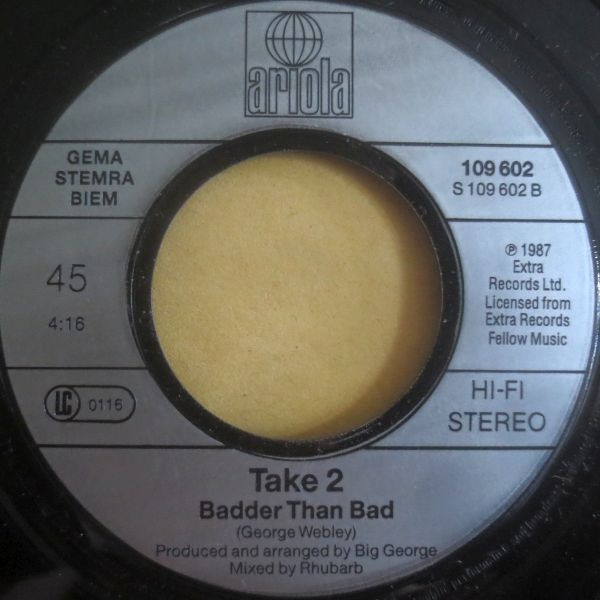 ariola
GEMA
STEMRA
BIEM
109 602
S 109 602 B
45
4:16
℗ 1987
Extra
Records Ltd.
Licensed from
Extra Records
Fellow Music
LC 0116
HI-FI
STEREO
Take 2
Badder Than Bad
(George Webley)
Produced and arranged by Big George
Mixed by Rhubarb